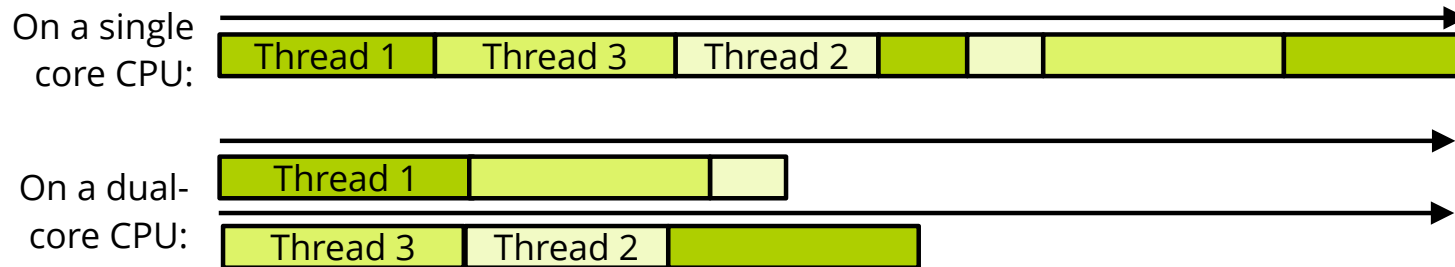 On a single
core CPU:
Thread 1 Thread 3 Thread 2
On a dual-
core CPU:
Thread 1
Thread 3 Thread 2